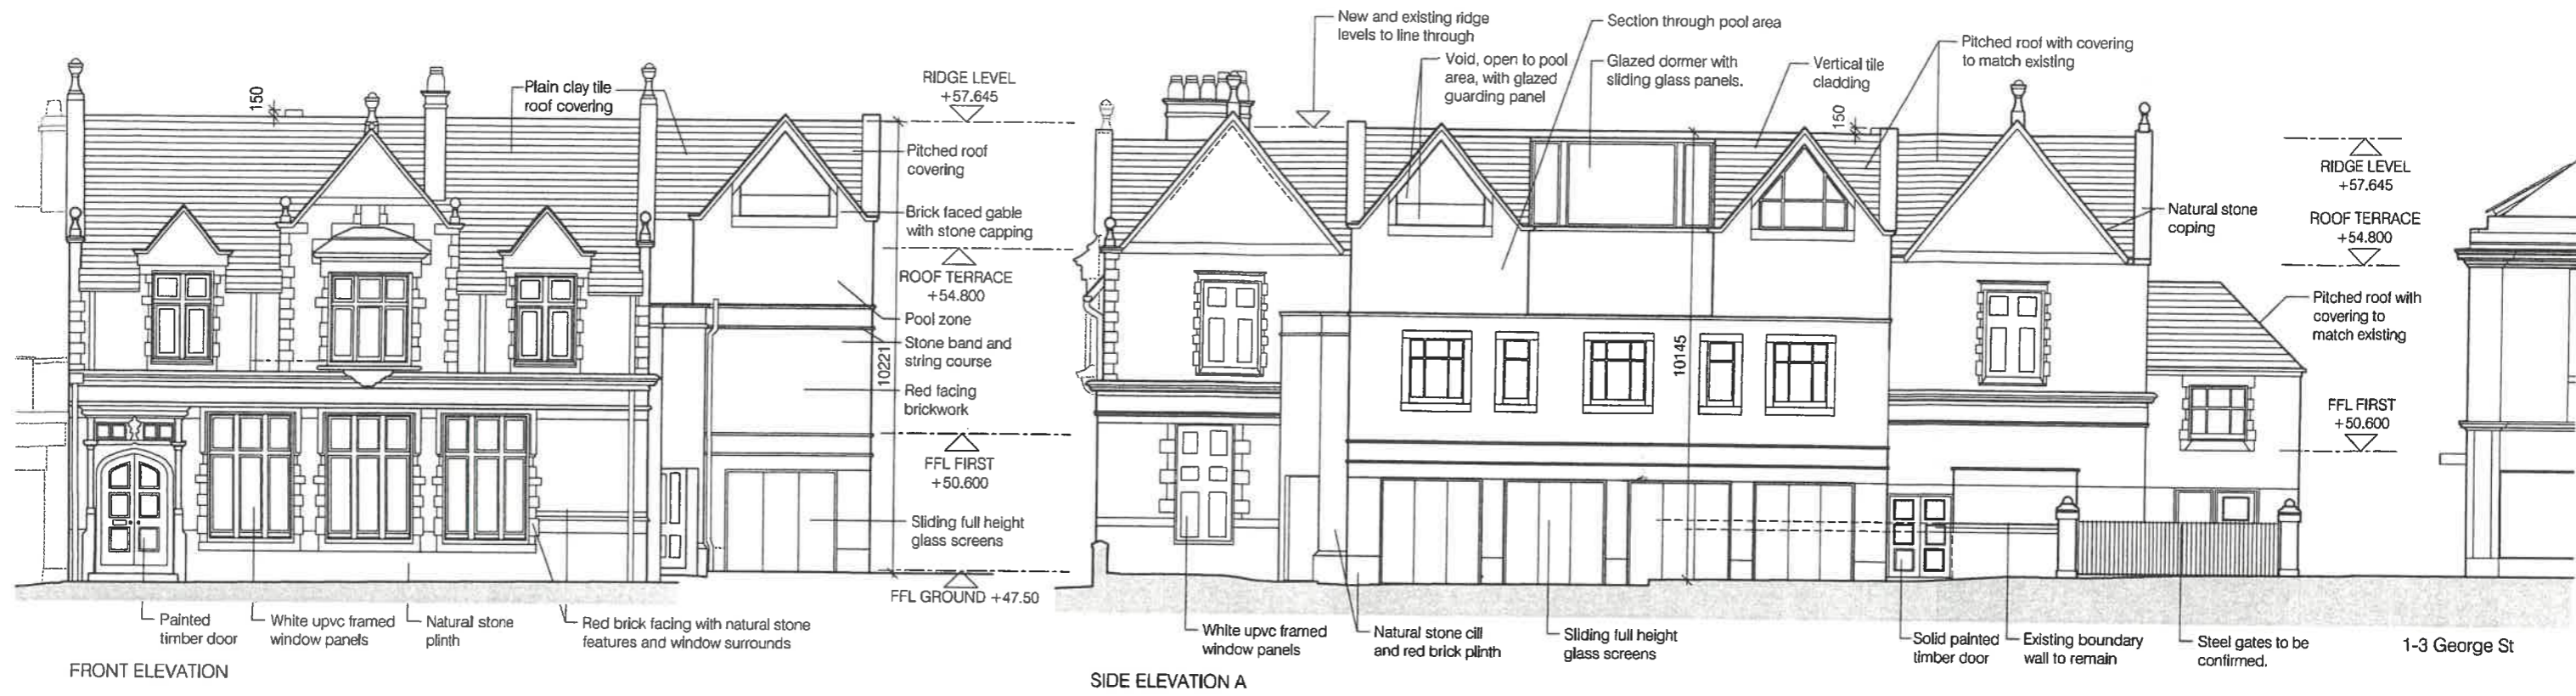 RIDGE LEVEL
+57.645
150
Plain clay tile
roof covering
Pitched roof
covering
Brick faced gable
with stone capping
ROOF TERRACE
+54.800
Pool zone
Stone band and
string course
10221
Red facing
brickwork
FFL FIRST
+50.600
Sliding full height
glass screens
FFL GROUND +47.50
Painted
timber door
White upvc framed
window panels
Natural stone
plinth
Red brick facing with natural stone
features and window surrounds
FRONT ELEVATION
New and existing ridge
levels to line through
Void, open to pool
area, with glazed
guarding panel
Section through pool area
Glazed dormer with
sliding glass panels.
Vertical tile
cladding
150
Pitched roof with covering
to match existing
RIDGE LEVEL
+57.645
Natural stone
coping
ROOF TERRACE
+54.800
Pitched roof with
covering to
match existing
10145
FFL FIRST
+50.600
White upvc framed
window panels
Natural stone cill
and red brick plinth
Sliding full height
glass screens
Solid painted
timber door
Existing boundary
wall to remain
Steel gates to be
confirmed.
1-3 George St
SIDE ELEVATION A